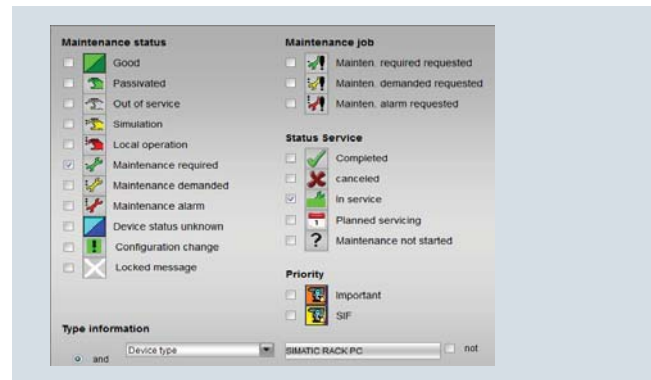 Maintenance status
Good
Passivated
Out of service
Simulation
Local operation
Maintenance required
Maintenance demanded
Maintenance alarm
Device status unknown
Configuration change
Locked message
Maintenance job
Mainten. required requested
Mainten. demanded requested
Mainten. alarm requested
Status Service
Completed
canceled
In service
1
Planned servicing
?
Maintenance not started
Priority
Important
SIF
Type information
and
Device type
SIMATIC RACK PC
not